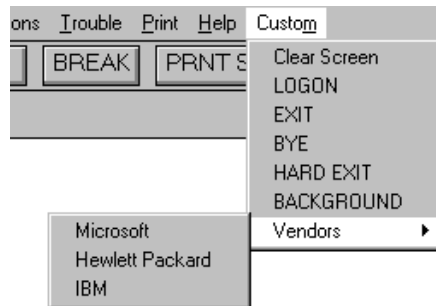 ons Trouble Print Help Custom
BREAK PRNT S
Clear Screen
LOGON
EXIT
BYE
HARD EXIT
BACKGROUND
Vendors
Microsoft
Hewlett Packard
IBM